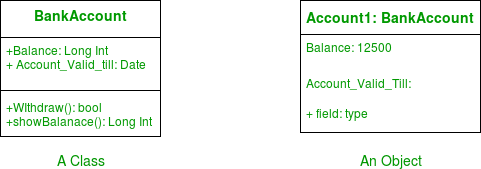 BankAccount
+Balance: Long Int
+ Account_Valid_till: Date
+WIthdraw(): bool
+showBalanace(): Long Int
A Class
Account1: BankAccount
Balance: 12500
Account_Valid_Till:
+ field: type
An Object